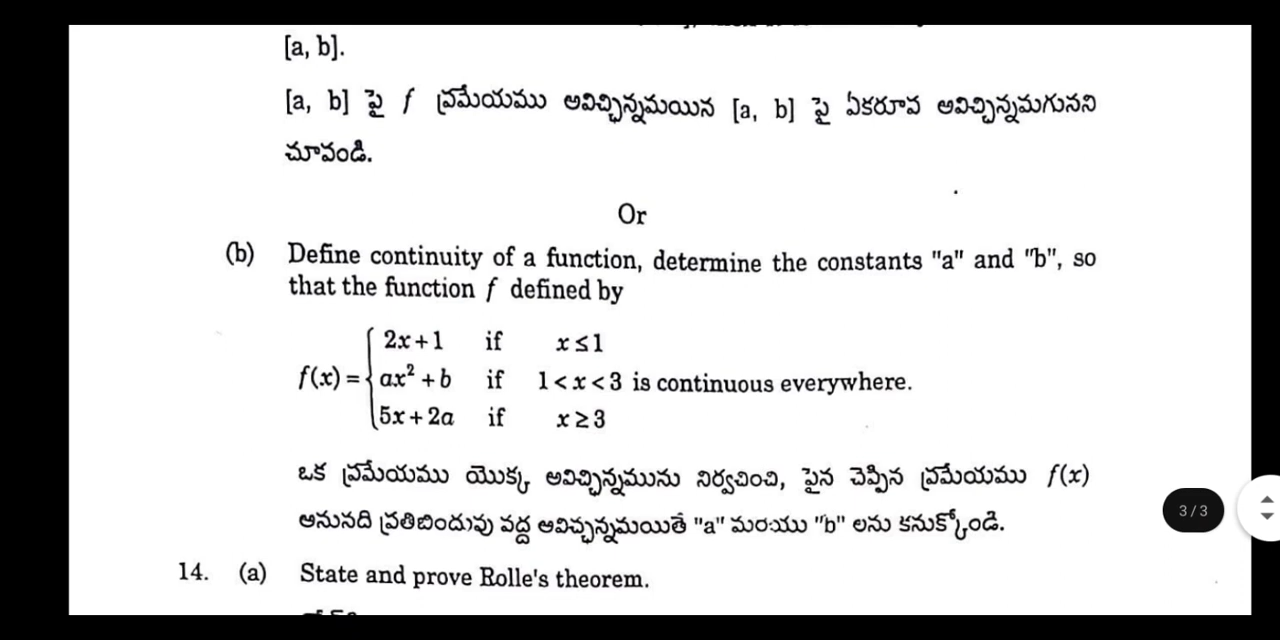 [a, b].
[a, b] పై f ప్రమేయము అవిచ్ఛిన్నమయిన [a, b] పై ఏకరూప అవిచ్ఛిన్నమగునని
చూపండి.
Or
(b) Define continuity of a function, determine the constants "a" and "b", so
that the function f defined by
2x+1 if x≤1
f(x)= ax²+b if 1<x<3 is continuous everywhere.
5x+2a if x≥3
ఒక ప్రమేయము యొక్క అవిచ్ఛిన్నమును నిర్వచించి, పైన చెప్పిన ప్రమేయము f(x)
అనునది ప్రతిబిందువు వద్ద అవిచ్ఛన్నమయితే "a" మరియు "b" లను కనుక్కోండి.
3/3
14. (a) State and prove Rolle's theorem.